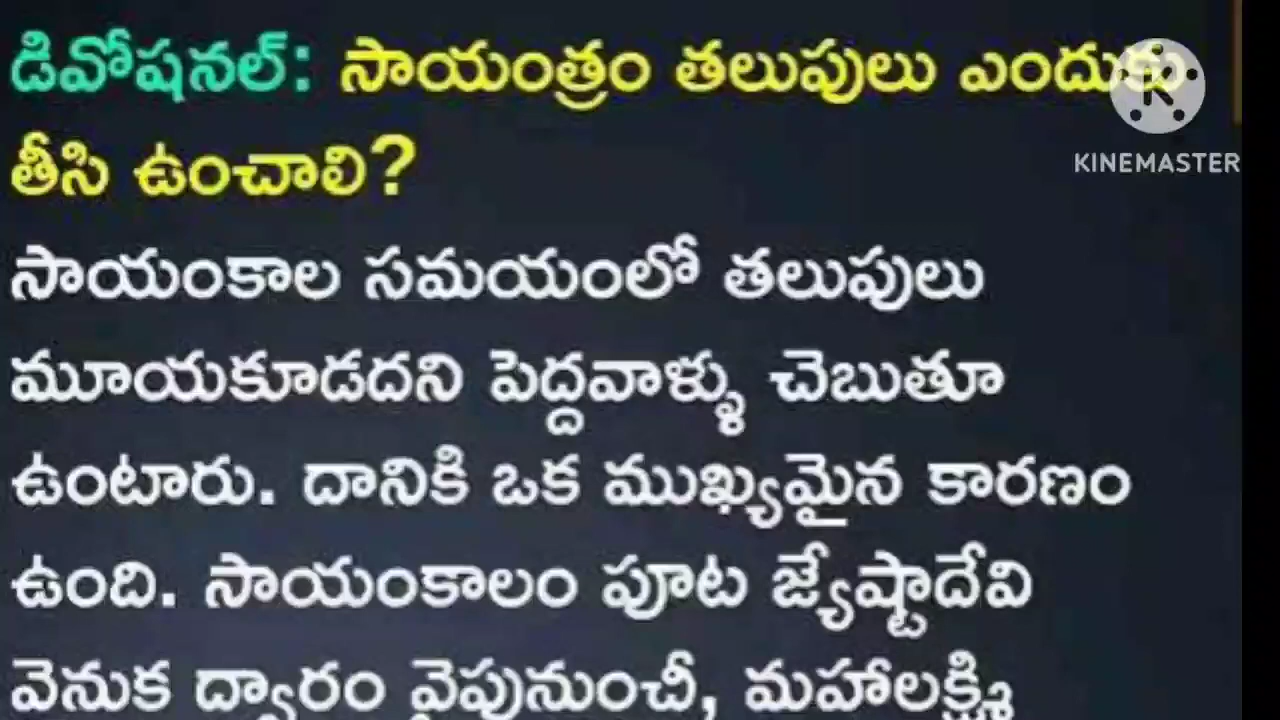 డివోషనల్: సాయంత్రం తలుపులు ఎందుకు
తీసి ఉంచాలి?
సాయంకాల సమయంలో తలుపులు
మూయకూడదని పెద్దవాళ్ళు చెబుతూ
ఉంటారు. దానికి ఒక ముఖ్యమైన కారణం
ఉంది. సాయంకాలం పూట జ్యేష్టాదేవి
వెనుక ద్వారం వైపునుంచీ, మహాలక్ష్మి
KINEMASTER